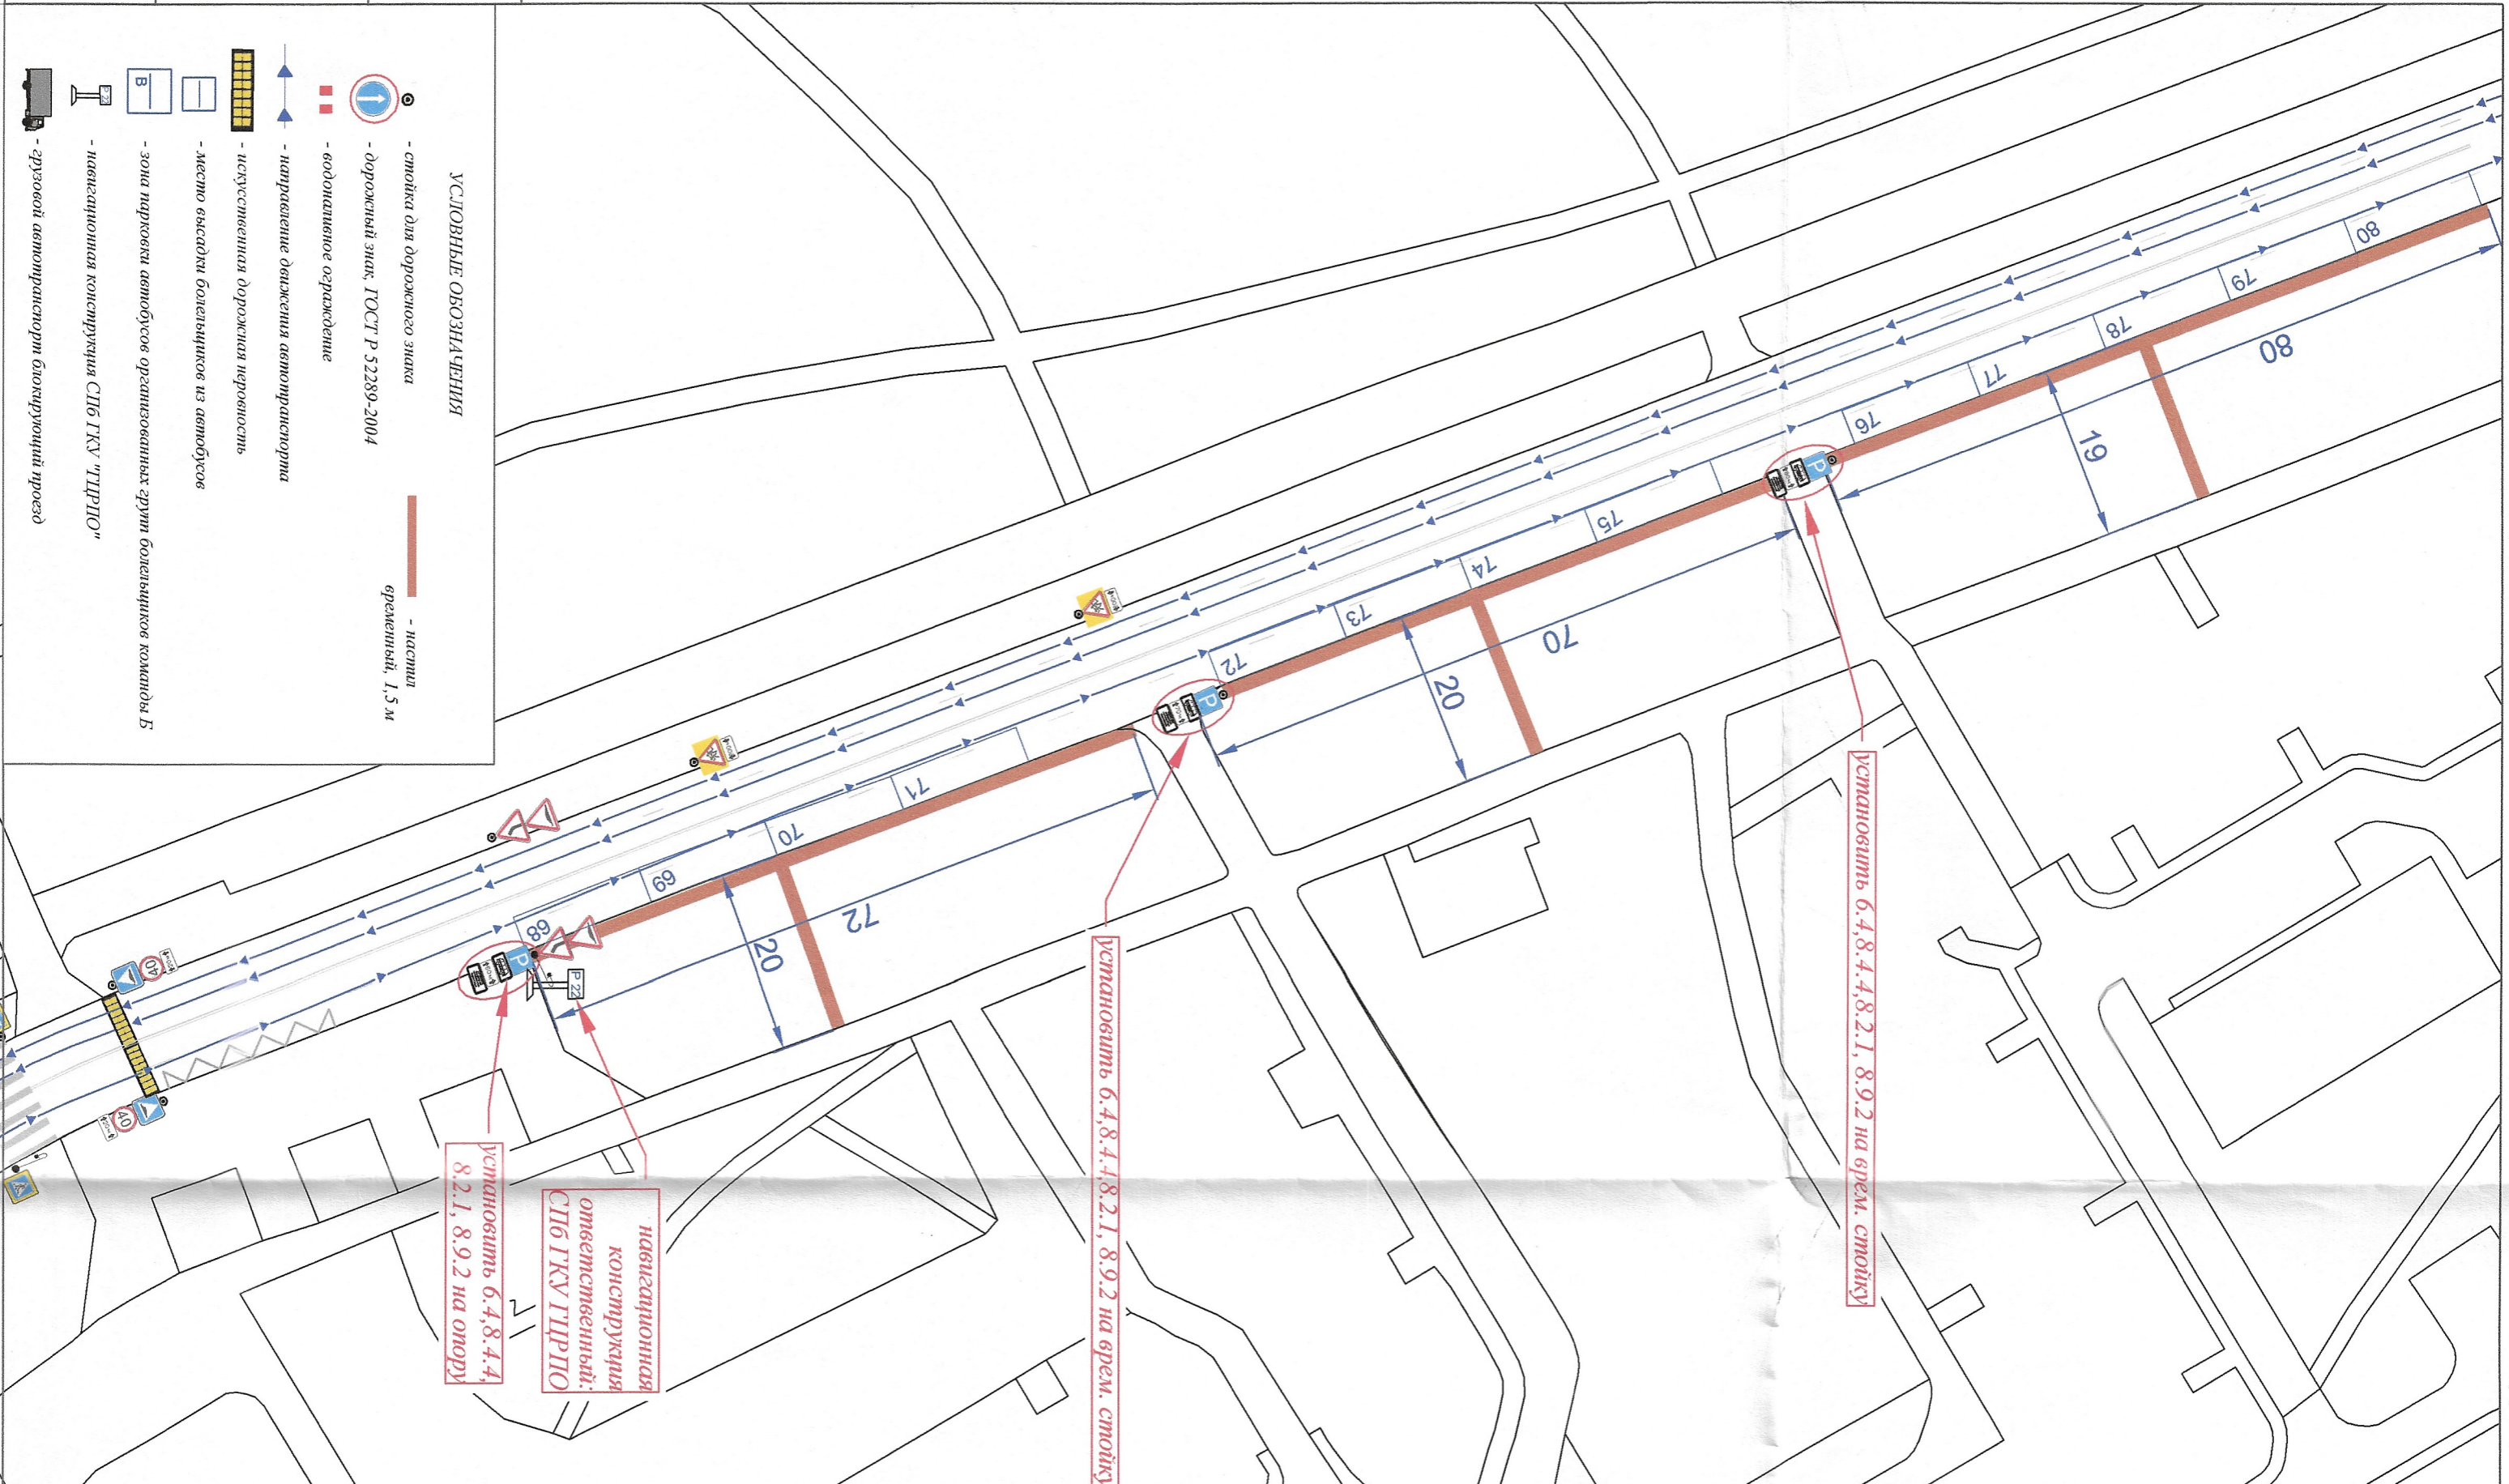 УСЛОВНЫЕ ОБОЗНАЧЕНИЯ
- стойка для дорожного знака
- дорожный знак, ГОСТ Р 52289-2004
- водоналивное ограждение
- направление движения автотранспорта
- искусственная дорожная неровность
- место высадки болельщиков из автобусов
В
- зона парковки автобусов организованных групп болельщиков команды Б
Р 22
- навигационная конструкция СПб ГКУ "ГЦРПО"
- грузовой автотранспорт блокирующий проезд
- настил
временный, 1,5 м
80
79
78
77
76
75
74
73
72
71
70
69
68
80
19
70
20
72
20
P
P
P
P 22
40
40
установить 6.4,8.4.4,8.2.1, 8.9.2 на врем. стойку
установить 6.4,8.4.4,8.2.1, 8.9.2 на врем. стойку
навигационная
конструкция
ответственный:
СПб ГКУ ГЦРПО
установить 6.4,8.4.4,
8.2.1, 8.9.2 на опору
2